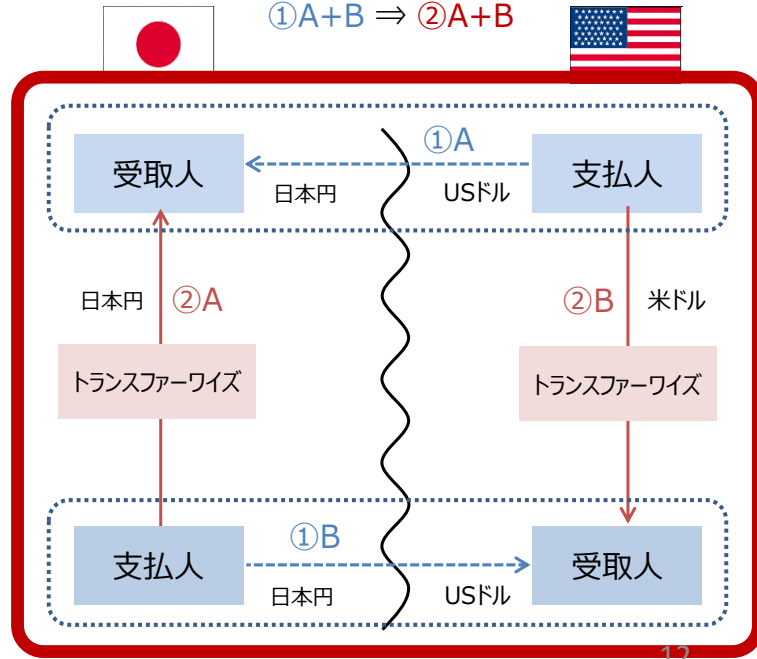 ①A+B ⇒ ②A+B
①A
受取人
支払人
日本円
USドル
日本円
②A
②B
米ドル
トランスファーワイズ
トランスファーワイズ
①B
支払人
受取人
日本円
USドル